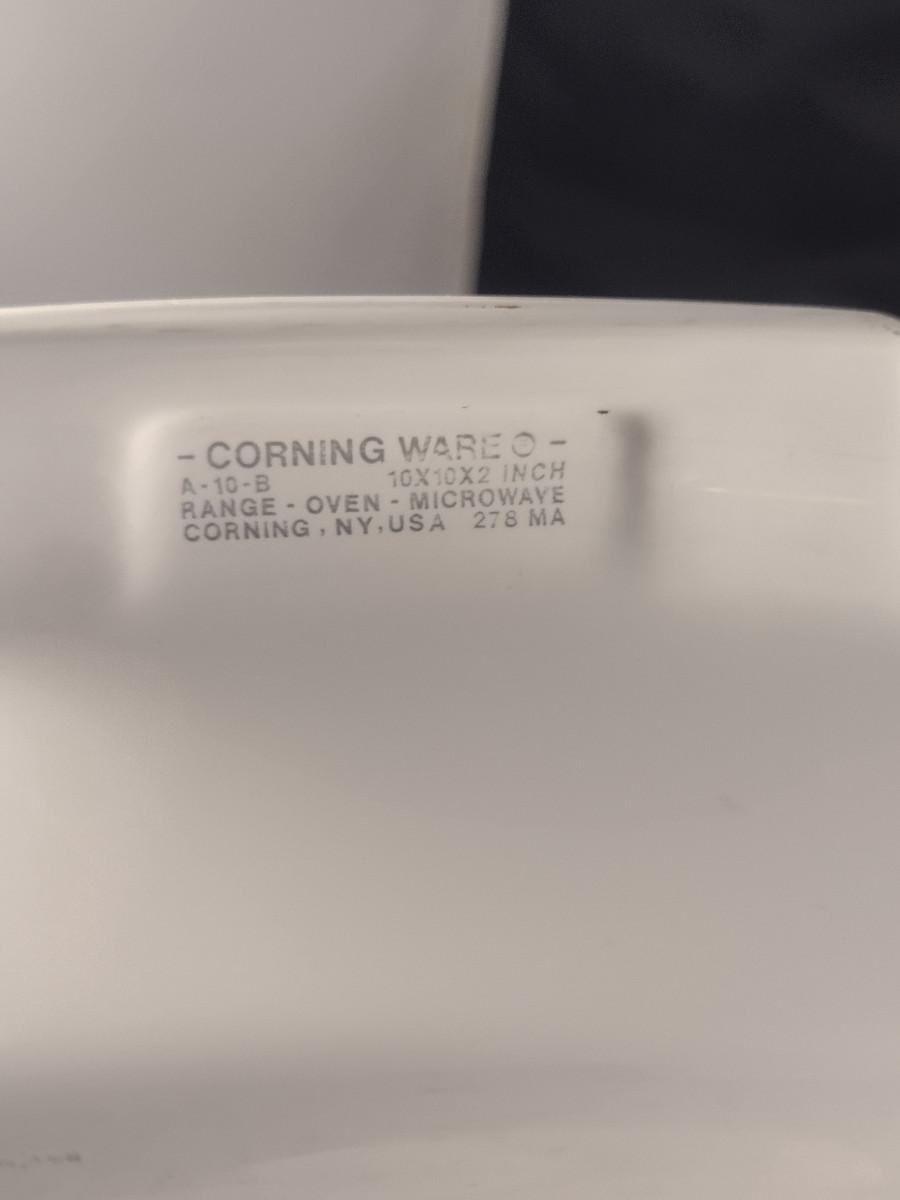 - CORNING WARE ® -
A-10-B 10X10X2 INCH
RANGE - OVEN - MICROWAVE
CORNING , NY, USA 278 MA